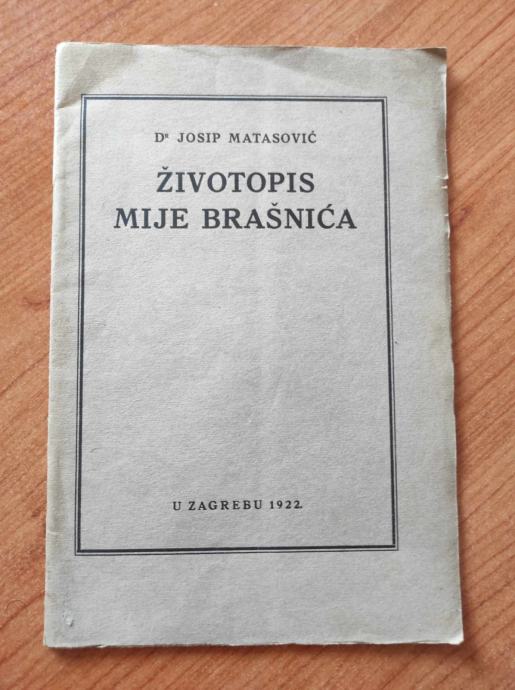 Dr JOSIP MATASOVIĆ
ŽIVOTOPIS
MIJE BRAŠNIĆA
U ZAGREBU 1922.